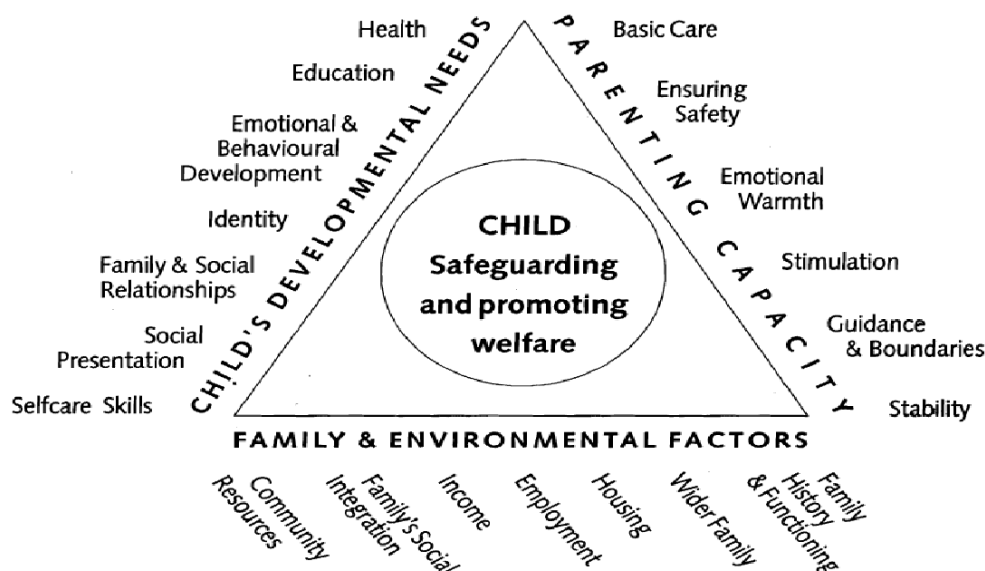 Health
Education
Emotional &
Behavioural
Development
Identity
Family & Social
Relationships
Social
Presentation
Selfcare Skills
CHILD'S DEVELOPMENTAL NEEDS
PARENTING CAPACITY
Basic Care
Ensuring
Safety
Emotional
Warmth
Stimulation
Guidance
& Boundaries
Stability
CHILD
Safeguarding
and promoting
welfare
FAMILY & ENVIRONMENTAL FACTORS
Community
Resources
Family's Social
Integration
Income
Employment
Housing
Wider Family
Family
History
& Functioning